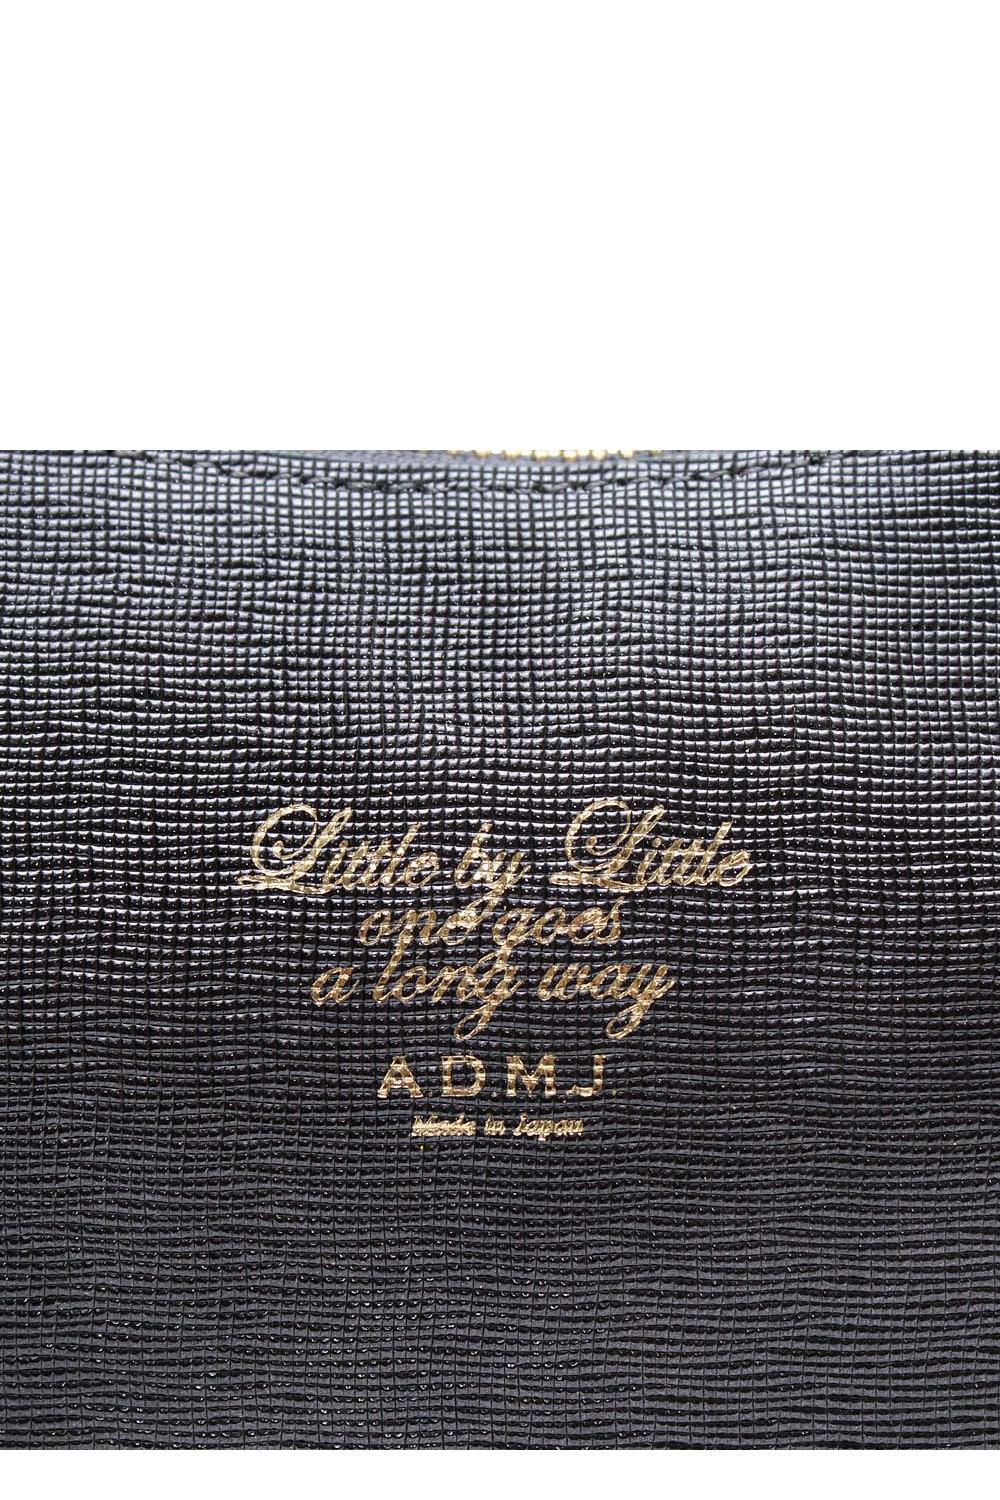 Little by Little
one goes
a long way
A.D.M.J.
Made in Japan